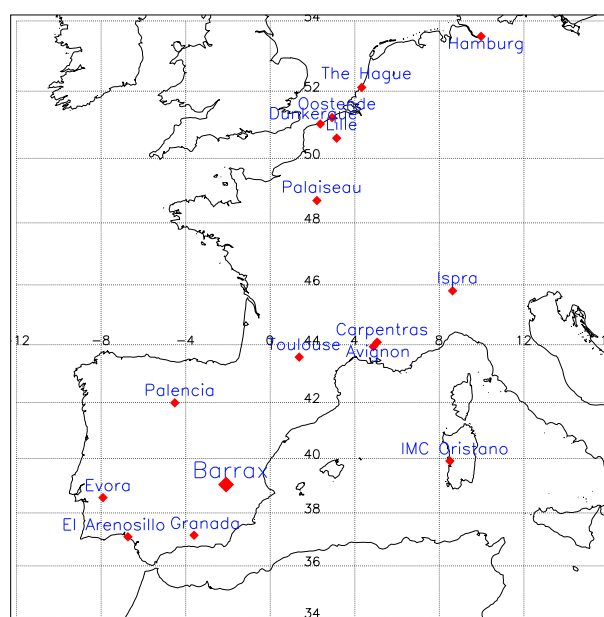 54
Hamburg
The Hague
52
Oostende
Dunkerque
Lille
50
Palaiseau
48
Ispra
46
12
8
4
0
4
8
12
44
Carpentras
Toulouse
Avignon
Palencia
42
IMC Oristano
40
Barrax
Evora
38
El Arenosillo
Granada
36
34